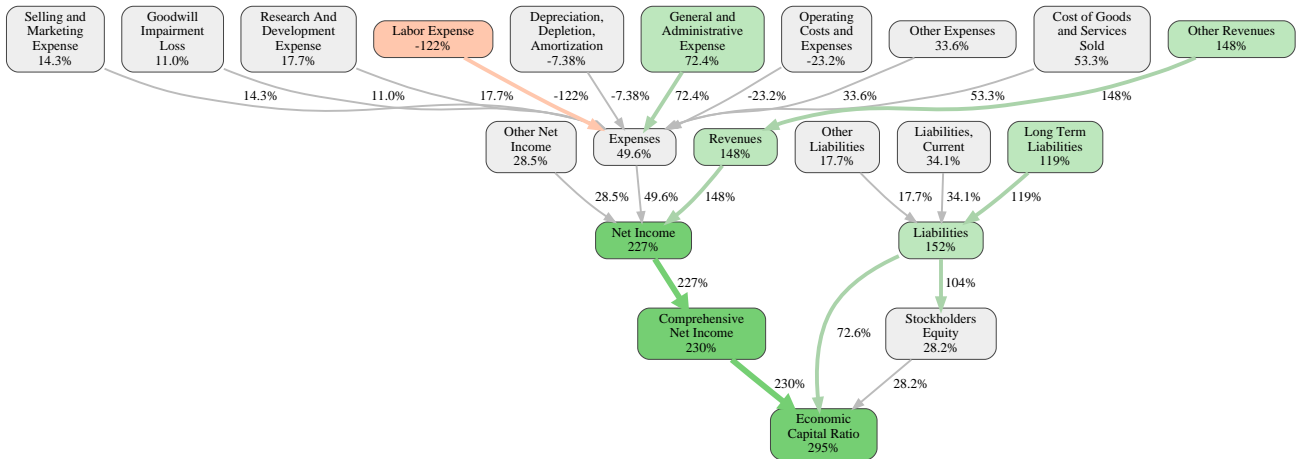 Selling and
Marketing
Expense
14.3%
Goodwill
Impairment
Loss
11.0%
Research And
Development
Expense
17.7%
Labor Expense
-122%
Depreciation,
Depletion,
Amortization
-7.38%
General and
Administrative
Expense
72.4%
Operating
Costs and
Expenses
-23.2%
Other Expenses
33.6%
Cost of Goods
and Services
Sold
53.3%
Other Revenues
148%
14.3%
11.0%
17.7%
-122%
-7.38%
72.4%
-23.2%
33.6%
53.3%
148%
Other Net
Income
28.5%
Expenses
49.6%
Revenues
148%
Other
Liabilities
17.7%
Liabilities,
Current
34.1%
Long Term
Liabilities
119%
28.5%
49.6%
148%
17.7%
34.1%
119%
Net Income
227%
Liabilities
152%
227%
104%
Comprehensive
Net Income
230%
72.6%
Stockholders
Equity
28.2%
230%
28.2%
Economic
Capital Ratio
295%